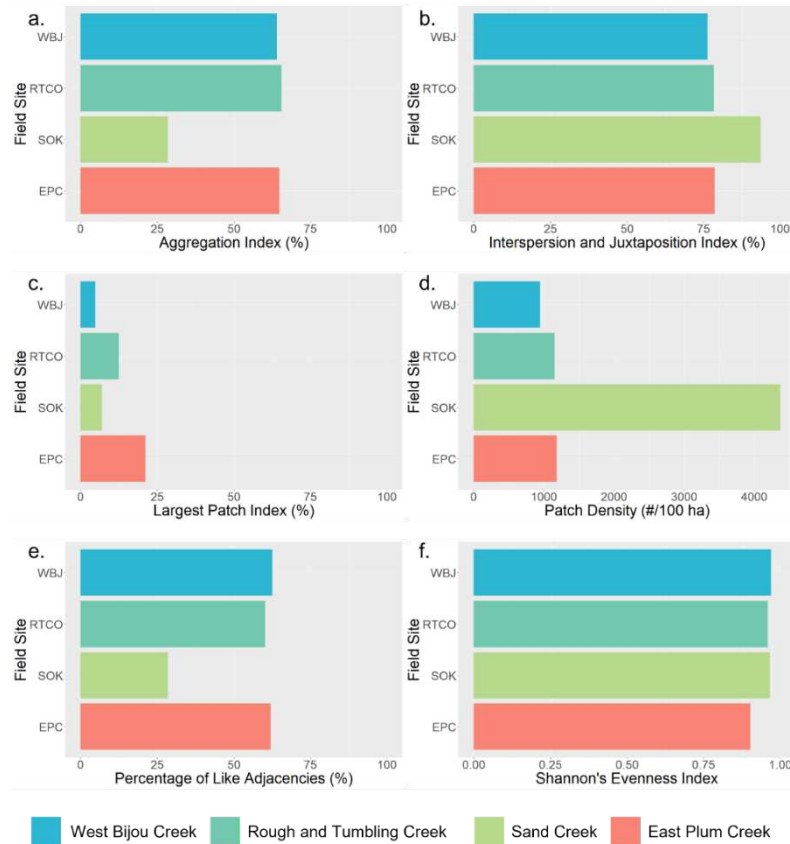 a.
WBJ
RTCO
SOK
EPC
Field Site
0 25 50 75 100
Aggregation Index (%)
b.
WBJ
RTCO
SOK
EPC
Field Site
0 25 50 75 100
Interspersion and Juxtaposition Index (%)
c.
WBJ
RTCO
SOK
EPC
Field Site
0 25 50 75 100
Largest Patch Index (%)
d.
WBJ
RTCO
SOK
EPC
Field Site
0 1000 2000 3000 4000
Patch Density (#/100 ha)
e.
WBJ
RTCO
SOK
EPC
Field Site
0 25 50 75 100
Percentage of Like Adjacencies (%)
f.
WBJ
RTCO
SOK
EPC
Field Site
0.00 0.25 0.50 0.75 1.00
Shannon's Evenness Index
West Bijou Creek Rough and Tumbling Creek Sand Creek East Plum Creek